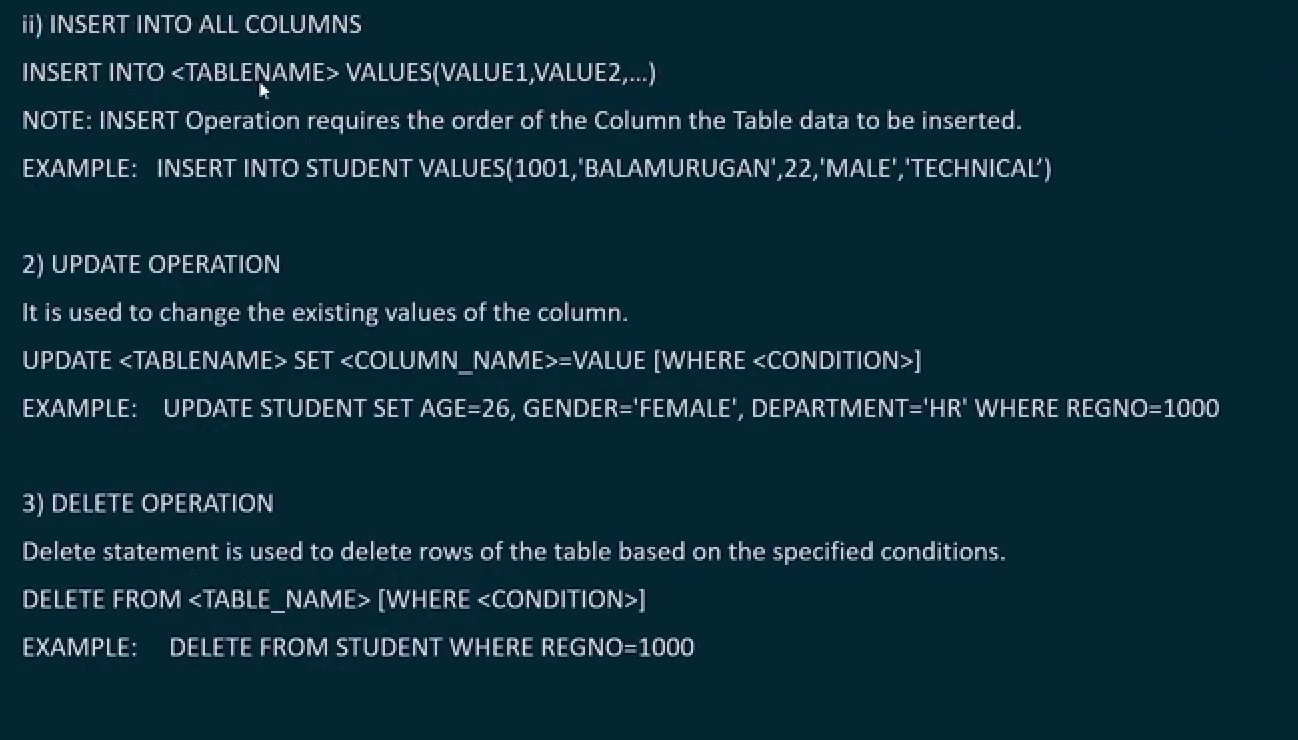 ii) INSERT INTO ALL COLUMNS
INSERT INTO <TABLENAME> VALUES(VALUE1,VALUE2,...)
NOTE: INSERT Operation requires the order of the Column the Table data to be inserted.
EXAMPLE: INSERT INTO STUDENT VALUES(1001,'BALAMURUGAN',22,'MALE','TECHNICAL’)
2) UPDATE OPERATION
It is used to change the existing values of the column.
UPDATE <TABLENAME> SET <COLUMN_NAME>=VALUE [WHERE <CONDITION>]
EXAMPLE: UPDATE STUDENT SET AGE=26, GENDER='FEMALE', DEPARTMENT='HR' WHERE REGNO=1000
3) DELETE OPERATION
Delete statement is used to delete rows of the table based on the specified conditions.
DELETE FROM <TABLE_NAME> [WHERE <CONDITION>]
EXAMPLE: DELETE FROM STUDENT WHERE REGNO=1000